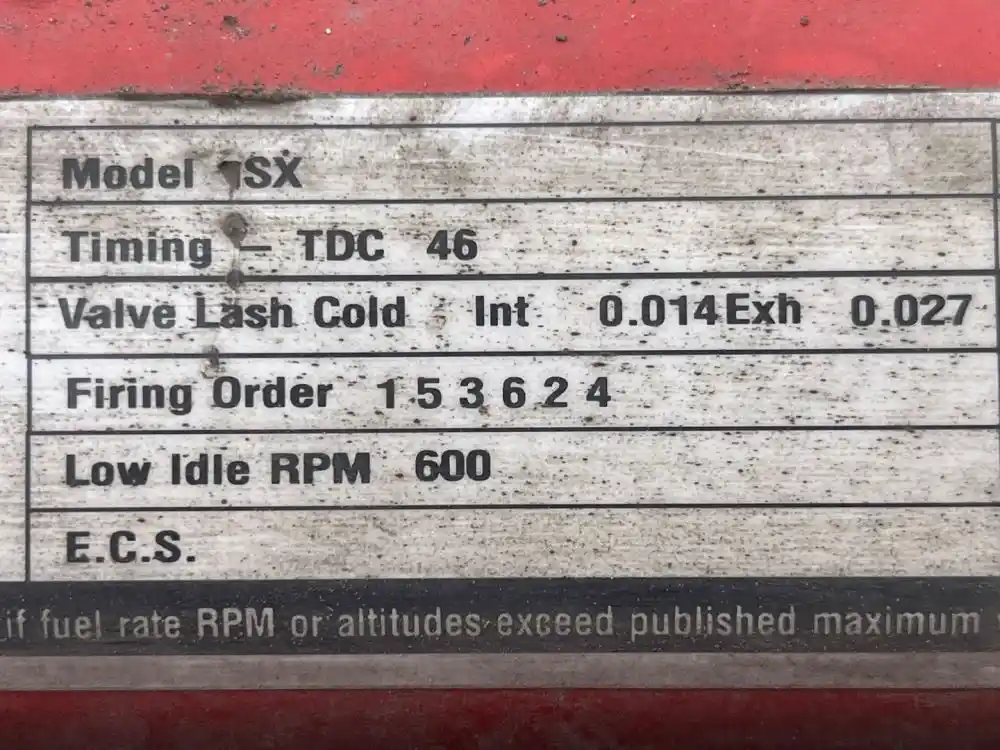 Model ISX
Timing - TDC 46
Valve Lash Cold Int 0.014 Exh 0.027
Firing Order 1 5 3 6 2 4
Low Idle RPM 600
E.C.S.
if fuel rate RPM or altitudes exceed published maximum